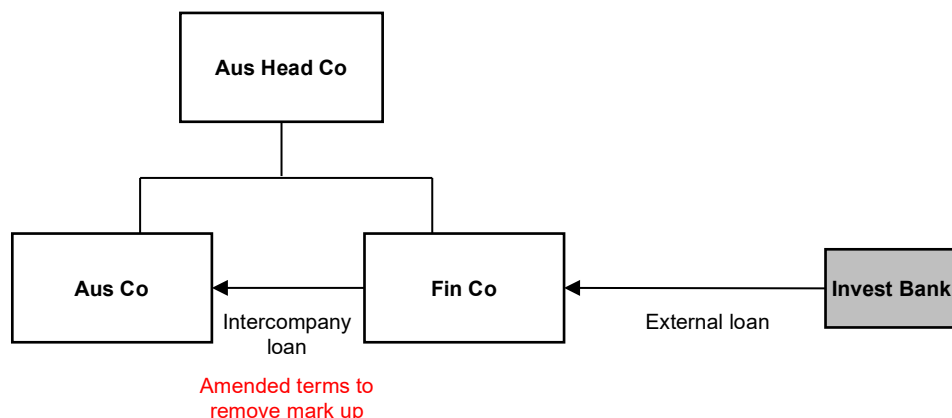 Aus Head Co
Aus Co
Fin Co
Invest Bank
Intercompany
loan
External loan
Amended terms to
remove mark up